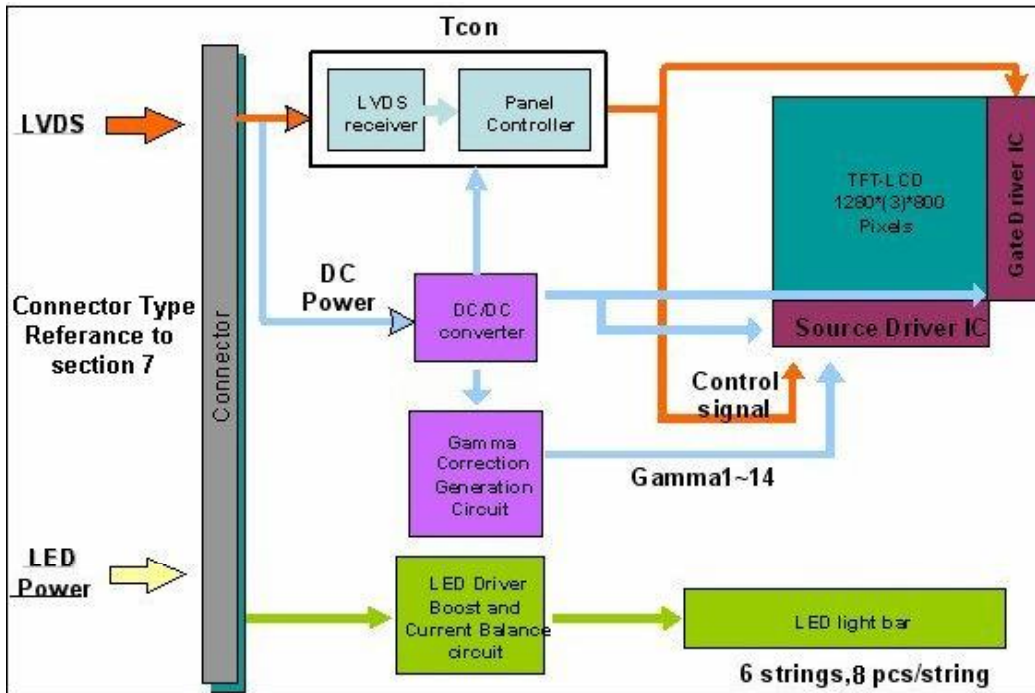 Tcon
LVDS
LVDS
receiver
Panel
Controller
TFT-LCD
1280*(3)*800
Pixels
Gate Driver IC
Connector Type
Referance to
section 7
Connector
DC
Power
DC/DC
converter
Source Driver IC
Control
signal
Gamma
Correction
Generation
Circuit
Gamma1~14
LED
Power
LED Driver
Boost and
Current Balance
circuit
LED light bar
6 strings,8 pcs/string